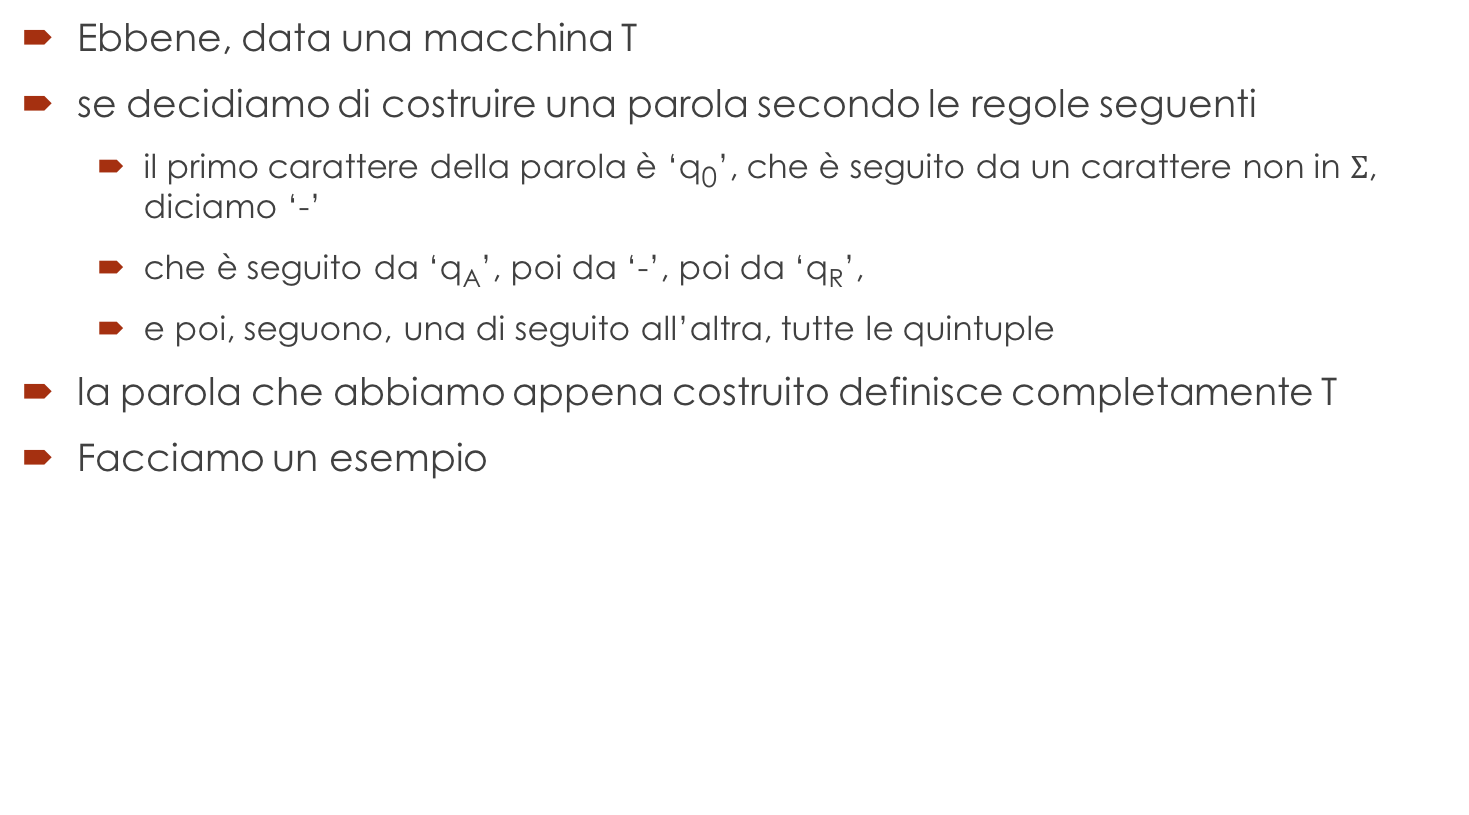 Ebbene, data una macchina T
se decidiamo di costruire una parola secondo le regole seguenti
il primo carattere della parola è ‘q0’, che è seguito da un carattere non in Σ,
diciamo ‘-’
che è seguito da ‘qA’, poi da ‘-’, poi da ‘qR’,
e poi, seguono, una di seguito all’altra, tutte le quintuple
la parola che abbiamo appena costruito definisce completamente T
Facciamo un esempio